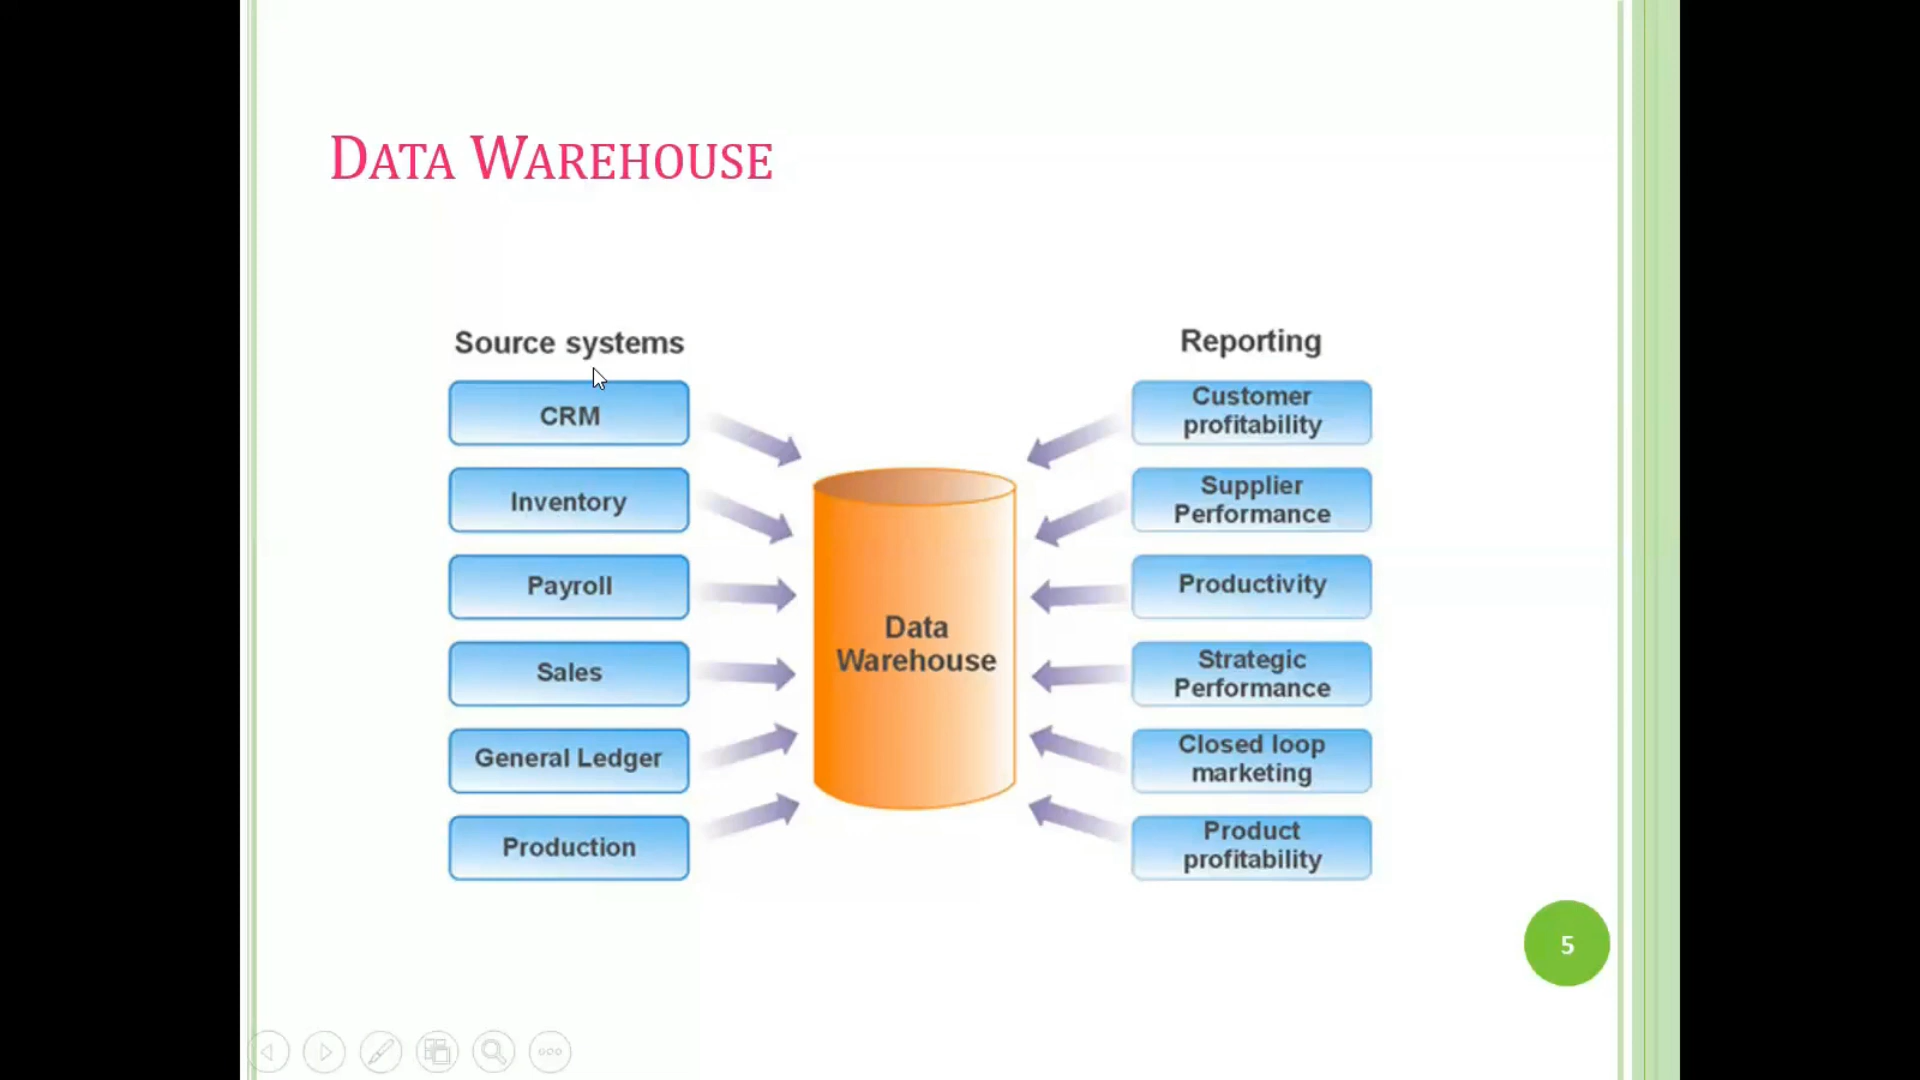 DATA WAREHOUSE
Source systems
CRM
Inventory
Payroll
Sales
General Ledger
Production
Data
Warehouse
Reporting
Customer
profitability
Supplier
Performance
Productivity
Strategic
Performance
Closed loop
marketing
Product
profitability
5